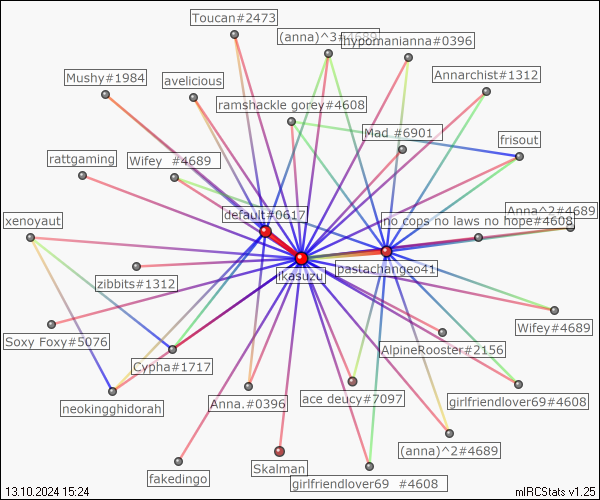 Toucan#2473
(anna)^3#4689
hypomanianna#0396
Mushy#1984
avelicious
Annarchist#1312
ramshackle gorey#4608
Mad #6901
frisout
rattgaming
Wifey #4689
xenoyaut
default#0617
no cops no laws no hope#4608
Anna^2#4689
ikasuzu
pastachangeo41
zibbits#1312
Soxy Foxy#5076
Wifey#4689
Cypha#1717
AlpineRooster#2156
neokingghidorah
Anna.#0396
ace deucy#7097
girlfriendlover69#4608
(anna)^2#4689
fakedingo
Skalman
girlfriendlover69 #4608
13.10.2024 15:24
mIRCStats v1.25